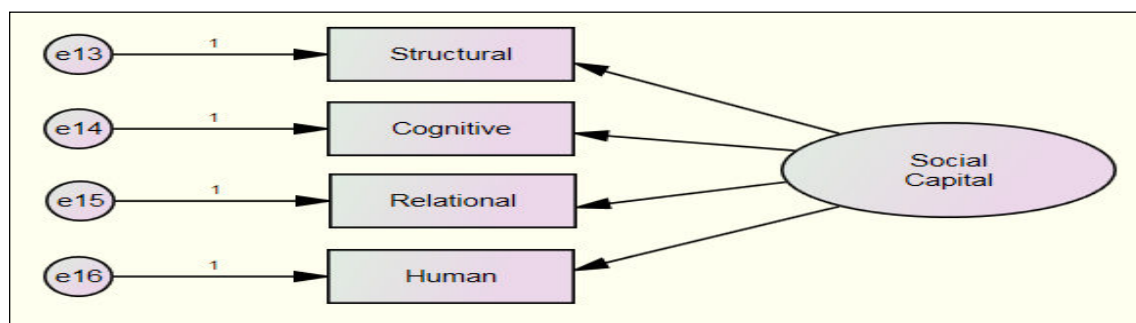 e13
1
Structural
e14
1
Cognitive
Social
Capital
e15
1
Relational
e16
1
Human